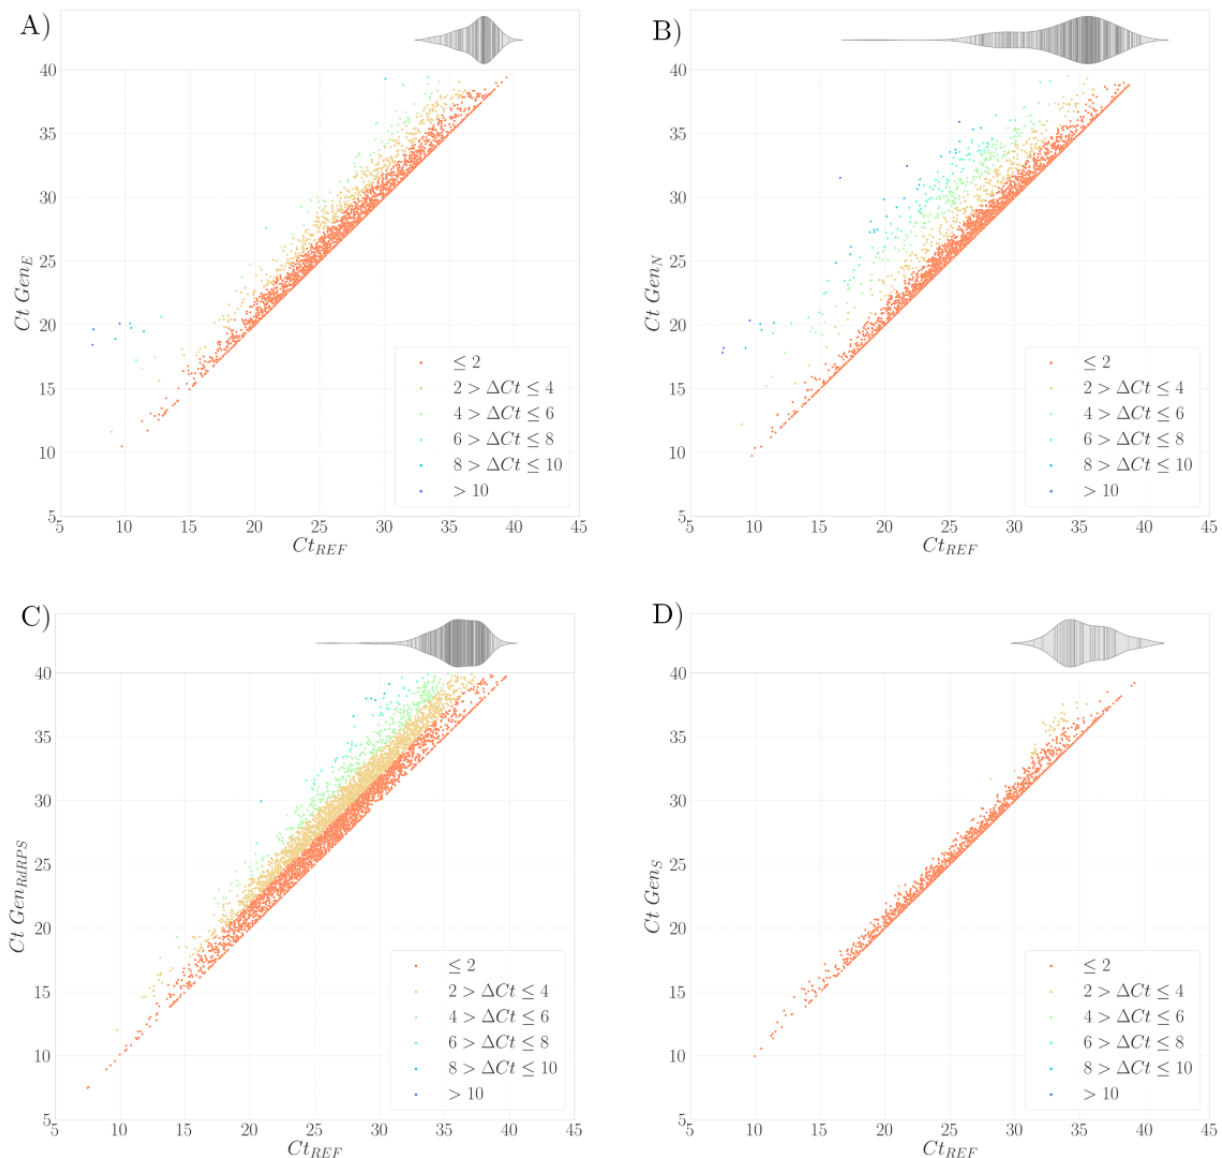 A)
40
35
30
25
20
15
10
5
Ct Gen_E
≤ 2
2 > ΔCt ≤ 4
4 > ΔCt ≤ 6
6 > ΔCt ≤ 8
8 > ΔCt ≤ 10
> 10
5 10 15 20 25 30 35 40 45
Ct_REF
B)
40
35
30
25
20
15
10
5
Ct Gen_N
≤ 2
2 > ΔCt ≤ 4
4 > ΔCt ≤ 6
6 > ΔCt ≤ 8
8 > ΔCt ≤ 10
> 10
5 10 15 20 25 30 35 40 45
Ct_REF
C)
40
35
30
25
20
15
10
5
Ct Gen_RdRPS
≤ 2
2 > ΔCt ≤ 4
4 > ΔCt ≤ 6
6 > ΔCt ≤ 8
8 > ΔCt ≤ 10
> 10
5 10 15 20 25 30 35 40 45
Ct_REF
D)
40
35
30
25
20
15
10
5
Ct Gen_S
≤ 2
2 > ΔCt ≤ 4
4 > ΔCt ≤ 6
6 > ΔCt ≤ 8
8 > ΔCt ≤ 10
> 10
5 10 15 20 25 30 35 40 45
Ct_REF